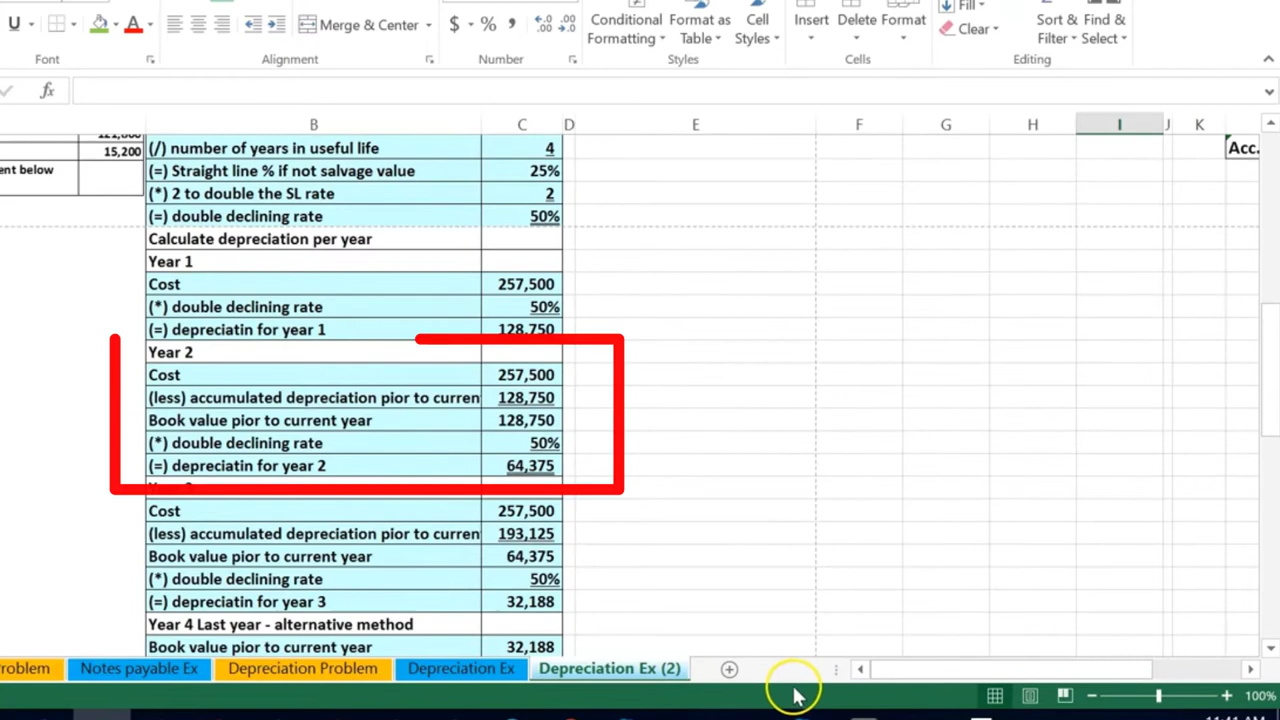 U A Merge & Center $ % , Conditional Formatting Format as Table Cell Styles Insert Delete Format Fill Clear Sort & Filter Find & Select
Font Alignment Number Styles Cells Editing
fx
B C D E F G H I J K
15,200 (/) number of years in useful life 4 Acc.
ent below (=) Straight line % if not salvage value 25%
(*) 2 to double the SL rate 2
(=) double declining rate 50%
Calculate depreciation per year
Year 1
Cost 257,500
(*) double declining rate 50%
(=) depreciatin for year 1 128,750
Year 2
Cost 257,500
(less) accumulated depreciation pior to curren 128,750
Book value pior to current year 128,750
(*) double declining rate 50%
(=) depreciatin for year 2 64,375
Cost 257,500
(less) accumulated depreciation pior to curren 193,125
Book value pior to current year 64,375
(*) double declining rate 50%
(=) depreciatin for year 3 32,188
Year 4 Last year - alternative method
Book value pior to current year 32,188
roblem Notes payable Ex Depreciation Problem Depreciation Ex Depreciation Ex (2)
100%